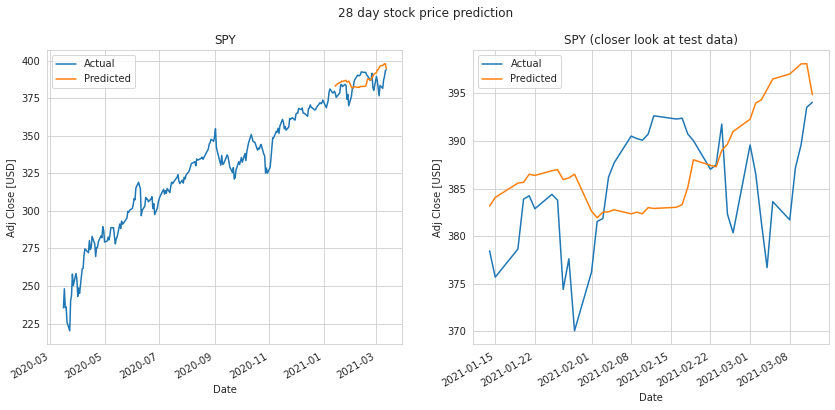 28 day stock price prediction
SPY
Actual
Predicted
400
375
350
325
300
275
250
225
Adj Close [USD]
2020-03
2020-05
2020-07
2020-09
2020-11
2021-01
2021-03
Date
SPY (closer look at test data)
Actual
Predicted
395
390
385
380
375
370
Adj Close [USD]
2021-01-15
2021-01-22
2021-02-01
2021-02-08
2021-02-15
2021-02-22
2021-03-01
2021-03-08
Date